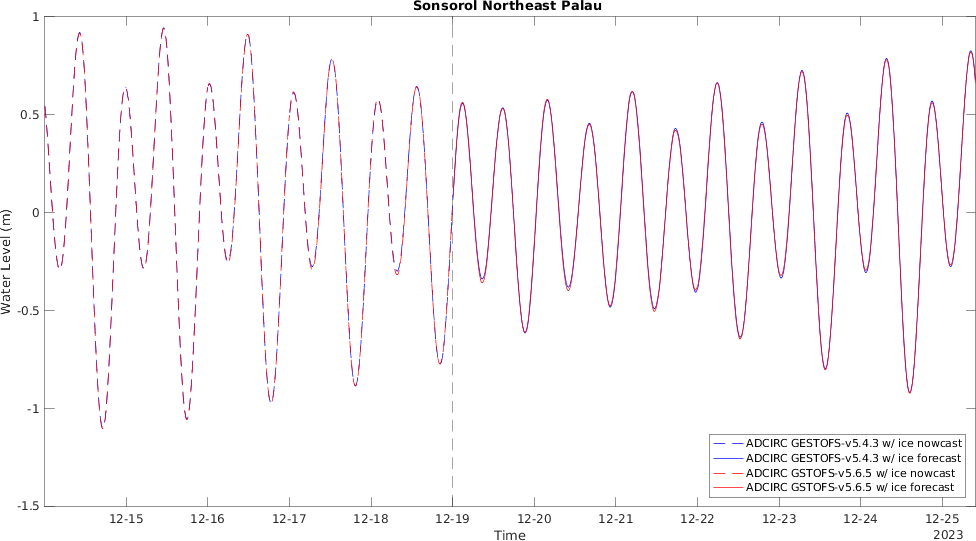 Sonsorol Northeast Palau
1
0.5
0
-0.5
-1
-1.5
Water Level (m)
12-15 12-16 12-17 12-18 12-19 12-20 12-21 12-22 12-23 12-24 12-25
Time
2023
ADCIRC GESTOFS-v5.4.3 w/ ice nowcast
ADCIRC GESTOFS-v5.4.3 w/ ice forecast
ADCIRC GSTOFS-v5.6.5 w/ ice nowcast
ADCIRC GSTOFS-v5.6.5 w/ ice forecast